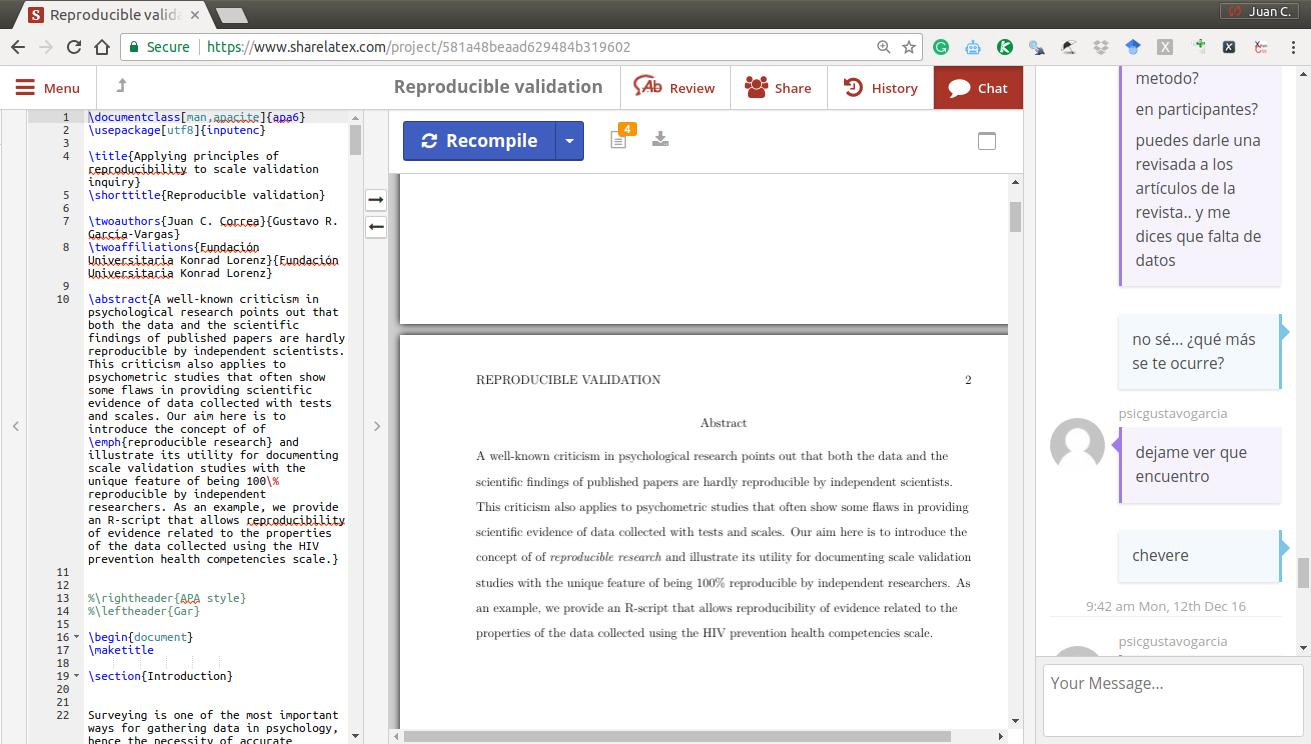 Reproducible valida
Juan C.
Secure
https://www.sharelatex.com/project/581a48beaad629484b319602
Menu
Reproducible validation
Review
Share
History
Chat
1 \documentclass[man,apacite]{apa6}
2 \usepackage[utf8]{inputenc}
3
4 \title{Applying principles of
reproducibility to scale validation
inquiry}
5 \shorttitle{Reproducible validation}
6
7 \twoauthors{Juan C. Correa}{Gustavo R.
Garcia-Vargas}
8 \twoaffiliations{Fundación
Universitaria Konrad Lorenz}{Fundación
Universitaria Konrad Lorenz}
9
10 \abstract{A well-known criticism in
psychological research points out that
both the data and the scientific
findings of published papers are hardly
reproducible by independent scientists.
This criticism also applies to
psychometric studies that often show
some flaws in providing scientific
evidence of data collected with tests
and scales. Our aim here is to
introduce the concept of of
\emph{reproducible research} and
illustrate its utility for documenting
scale validation studies with the
unique feature of being 100\%
reproducible by independent
researchers. As an example, we provide
an R-script that allows reproducibility
of evidence related to the properties
of the data collected using the HIV
prevention health competencies scale.}
11
12
13 %\rightheader{APA style}
14 %\leftheader{Gar}
15
16 \begin{document}
17 \maketitle
18
19 \section{Introduction}
20
21
22 Surveying is one of the most important
ways for gathering data in psychology,
hence the necessity of accurate
Recompile
4
REPRODUCIBLE VALIDATION 2
Abstract
A well-known criticism in psychological research points out that both the data and the
scientific findings of published papers are hardly reproducible by independent scientists.
This criticism also applies to psychometric studies that often show some flaws in providing
scientific evidence of data collected with tests and scales. Our aim here is to introduce the
concept of of reproducible research and illustrate its utility for documenting scale validation
studies with the unique feature of being 100% reproducible by independent researchers. As
an example, we provide an R-script that allows reproducibility of evidence related to the
properties of the data collected using the HIV prevention health competencies scale.
metodo?
en participantes?
puedes darle una
revisada a los
artículos de la
revista.. y me
dices que falta de
datos
no sé... ¿qué más
se te ocurre?
psicgustavogarcia
dejame ver que
encuentro
chevere
9:42 am Mon, 12th Dec 16
psicgustavogarcia
Your Message...